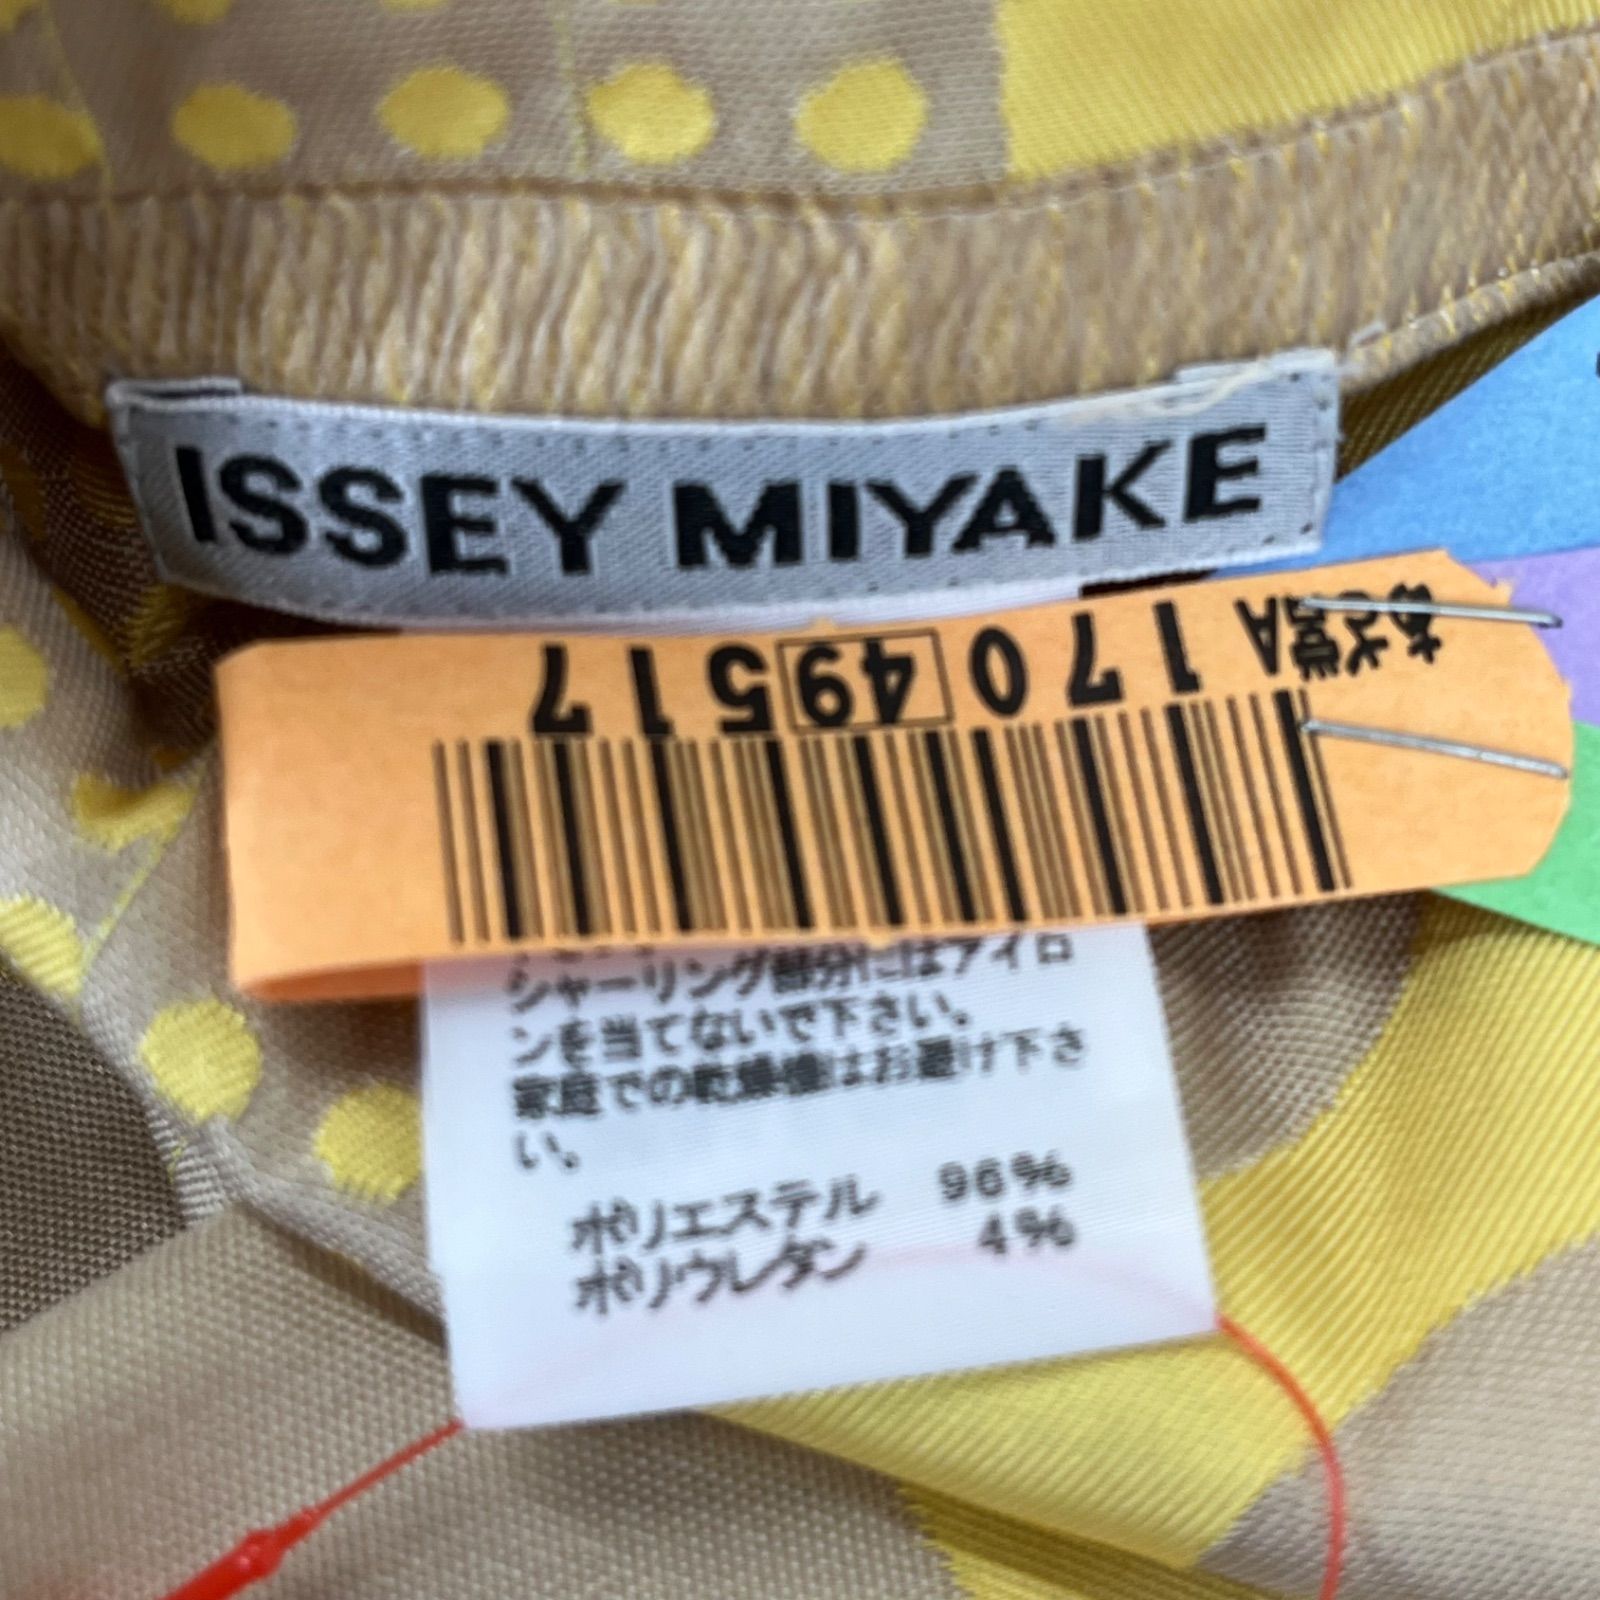 ISSEY MIYAKE
A 170 49517
シャーリング部分にはアイロ
ンを当てないで下さい。
家庭での乾燥機はお避け下さ
い。
ポリエステル 96%
ポリウレタン 4%